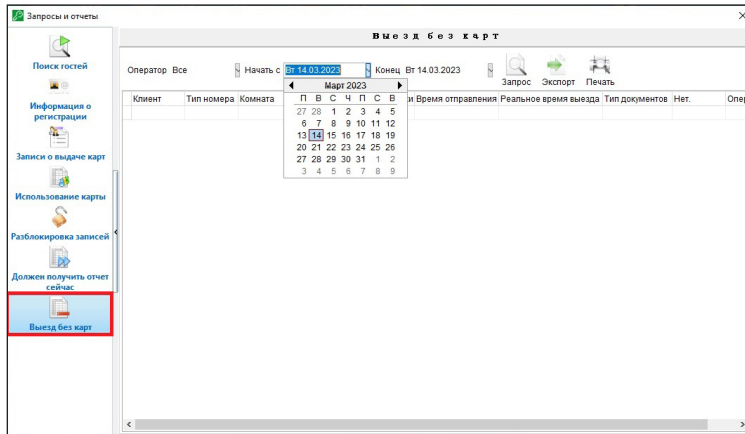 Запросы и отчеты
Выезд без карт
Поиск гостей
Информация о
регистрации
Записи о выдаче карт
Использование карты
Разблокировка записей
Должен получить отчет
сейчас
Выезд без карт
Оператор Все Начать с Вт 14.03.2023 Конец Вт 14.03.2023 Запрос Экспорт Печать
Клиент Тип номера Комната Время отправления Реальное время выезда Тип документов Нет. Опер
Март 2023
П В С Ч П С В
27 28 1 2 3 4 5
6 7 8 9 10 11 12
13 14 15 16 17 18 19
20 21 22 23 24 25 26
27 28 29 30 31 1 2
3 4 5 6 7 8 9